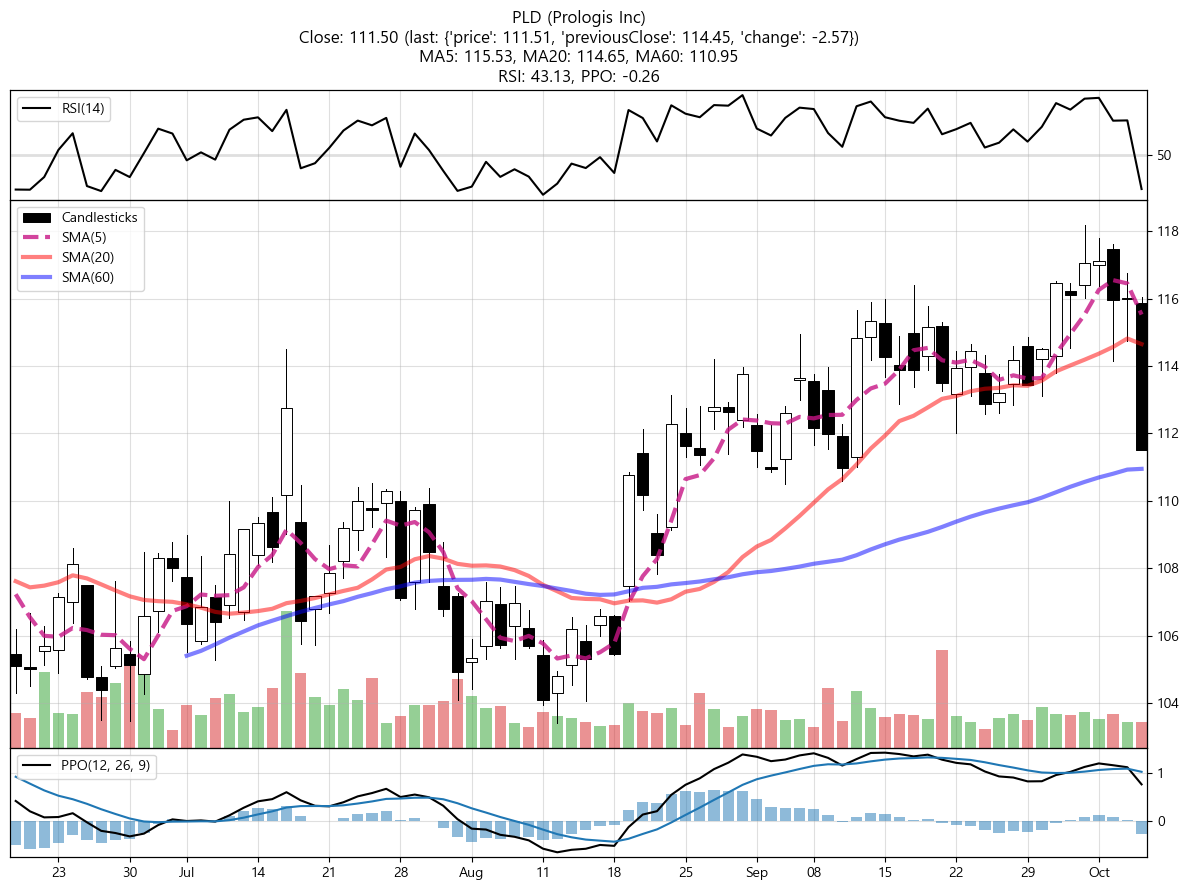 PLD (Prologis Inc)
Close: 111.50 (last: {'price': 111.51, 'previousClose': 114.45, 'change': -2.57})
MA5: 115.53, MA20: 114.65, MA60: 110.95
RSI: 43.13, PPO: -0.26
RSI(14)
50
Candlesticks
SMA(5)
SMA(20)
SMA(60)
118
116
114
112
110
108
106
104
PPO(12, 26, 9)
1
0
23 30 Jul 14 21 28 Aug 11 18 25 Sep 08 15 22 29 Oct